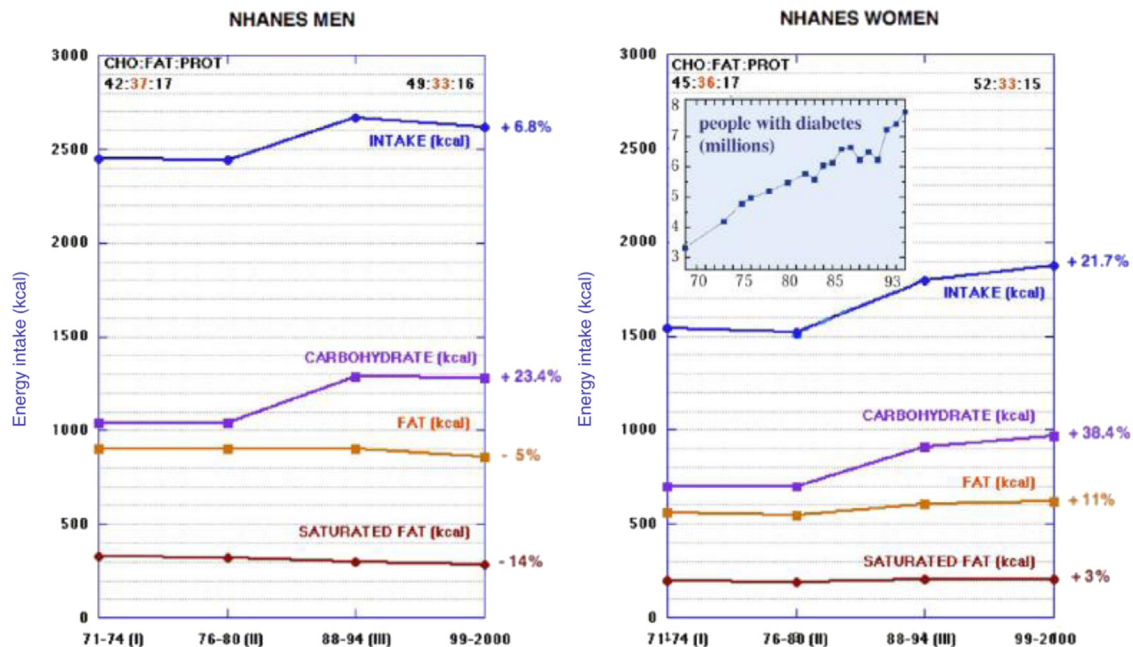 NHANES MEN
3000
2500
2000
1500
1000
500
0
Energy intake (kcal)
CHO:FAT:PROT
42:37:17
49:33:16
INTAKE (kcal)
+ 6.8%
CARBOHYDRATE (kcal)
+ 23.4%
FAT (kcal)
- 5%
SATURATED FAT (kcal)
- 14%
71-74 (I)
76-80 (II)
88-94 (III)
99-2000
NHANES WOMEN
3000
2500
2000
1500
1000
500
0
Energy intake (kcal)
CHO:FAT:PROT
45:36:17
52:33:15
8
7
6
5
4
3
people with diabetes
(millions)
70
75
80
85
93
INTAKE (kcal)
+ 21.7%
CARBOHYDRATE (kcal)
+38.4%
FAT (kcal)
+11%
SATURATED FAT (kcal)
+ 3%
71-74 (I)
76-80 (II)
88-94 (III)
99-2000